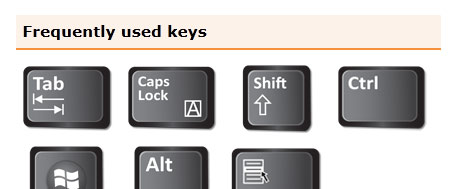 Frequently used keys
Tab
Caps
Lock
A
Shift
Ctrl
Alt